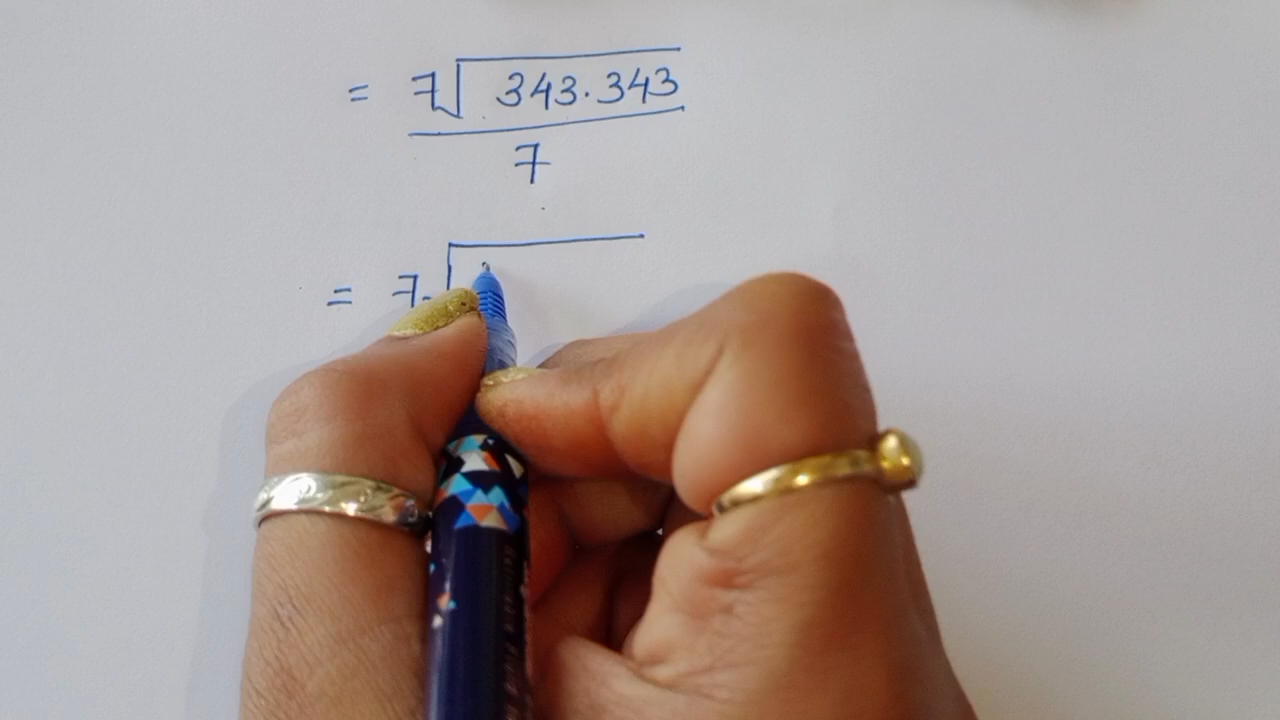 = 7√343.343
7
= 7√